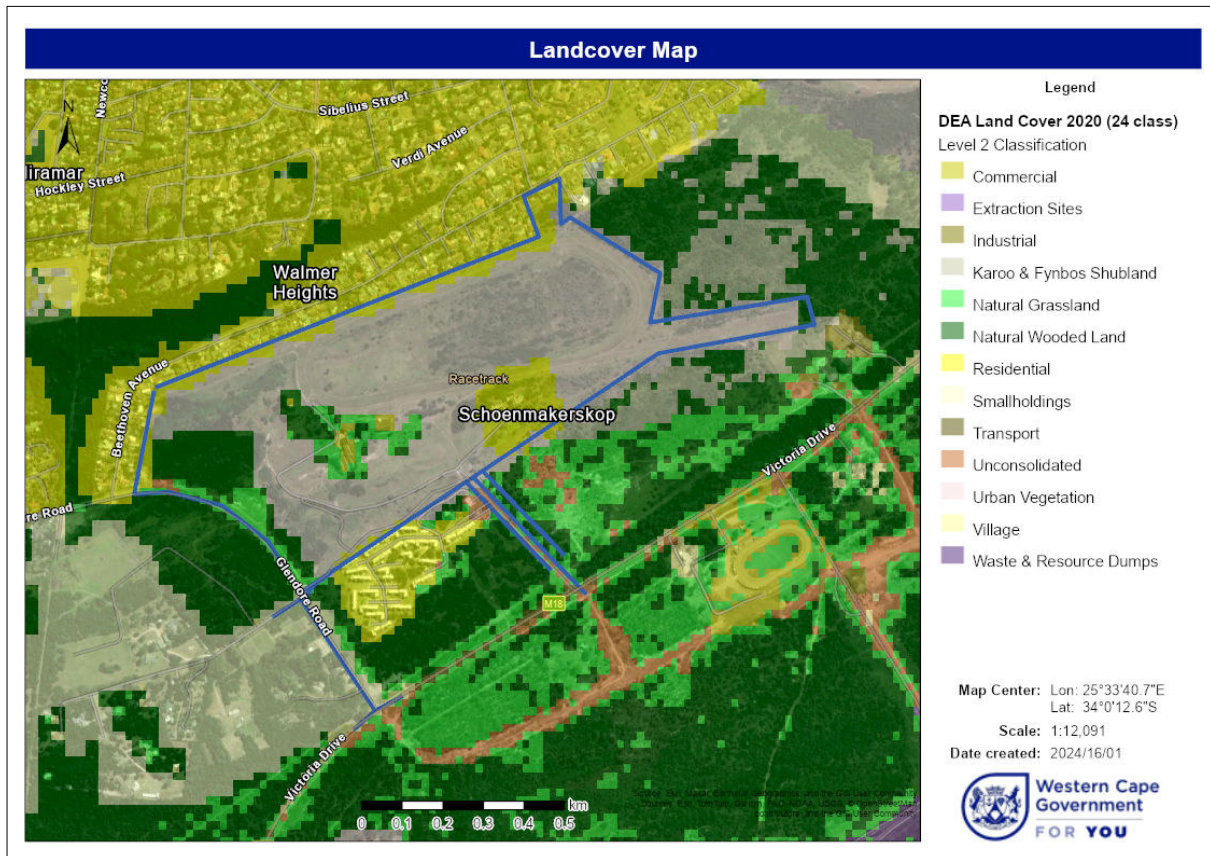 Landcover Map
N
Newco
Sibelius Street
Verdi Avenue
liramar
Hockley Street
Walmer
Heights
Beethoven Avenue
Racetrack
Schoenmakerskop
Victoria Drive
ore Road
Glendore Road
M18
Victoria Drive
km
0 0.1 0.2 0.3 0.4 0.5
Legend
DEA Land Cover 2020 (24 class)
Level 2 Classification
Commercial
Extraction Sites
Industrial
Karoo & Fynbos Shubland
Natural Grassland
Natural Wooded Land
Residential
Smallholdings
Transport
Unconsolidated
Urban Vegetation
Village
Waste & Resource Dumps
Map Center: Lon: 25°33'40.7"E
Lat: 34°0'12.6"S
Scale: 1:12,091
Date created: 2024/16/01
Western Cape
Government
FOR YOU